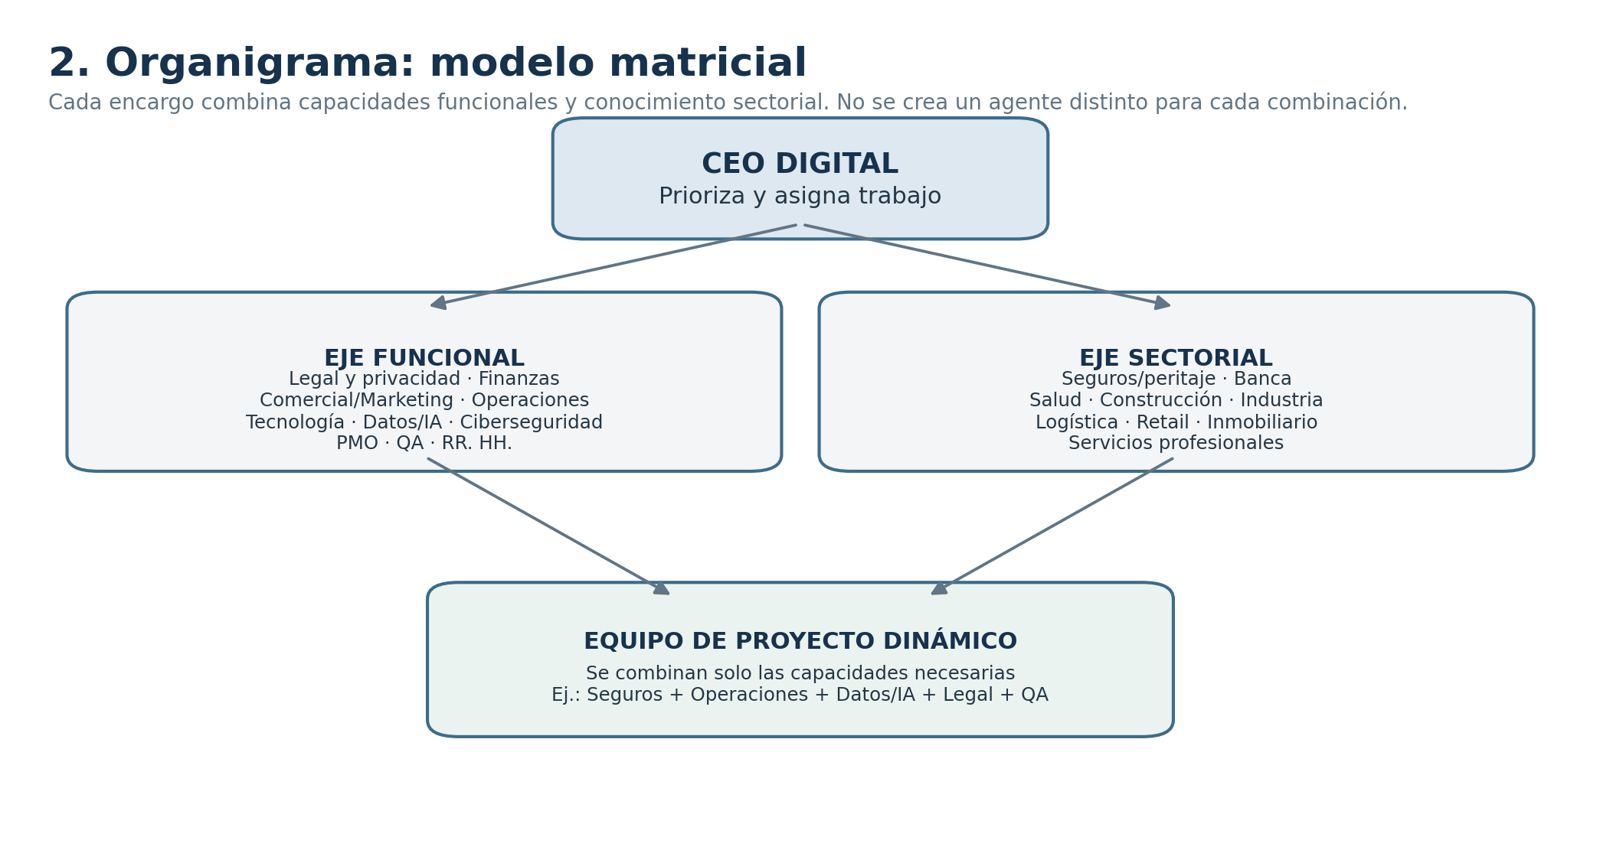 2. Organigrama: modelo matricial
Cada encargo combina capacidades funcionales y conocimiento sectorial. No se crea un agente distinto para cada combinación.
CEO DIGITAL
Prioriza y asigna trabajo
EJE FUNCIONAL
Legal y privacidad · Finanzas
Comercial/Marketing · Operaciones
Tecnología · Datos/IA · Ciberseguridad
PMO · QA · RR. HH.
EJE SECTORIAL
Seguros/peritaje · Banca
Salud · Construcción · Industria
Logística · Retail · Inmobiliario
Servicios profesionales
EQUIPO DE PROYECTO DINÁMICO
Se combinan solo las capacidades necesarias
Ej.: Seguros + Operaciones + Datos/IA + Legal + QA